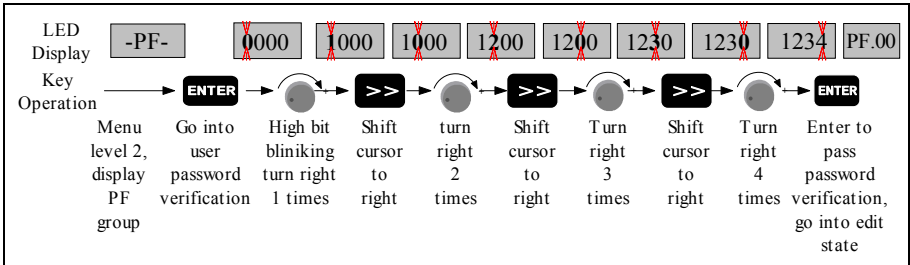 LED
Display
-PF- 0000 1000 1000 1200 1200 1230 1230 1234 PF.00
Key
Operation
ENTER >> >> >> ENTER
Menu
level 2,
display
PF
group
Go into
user
password
verification
High bit
bliniking
turn right
1 times
Shift
cursor
to
right
turn
right
2
times
Shift
cursor
to
right
Turn
right
3
times
Shift
cursor
to
right
Turn
right
4
times
Enter to
pass
password
verification,
go into edit
state